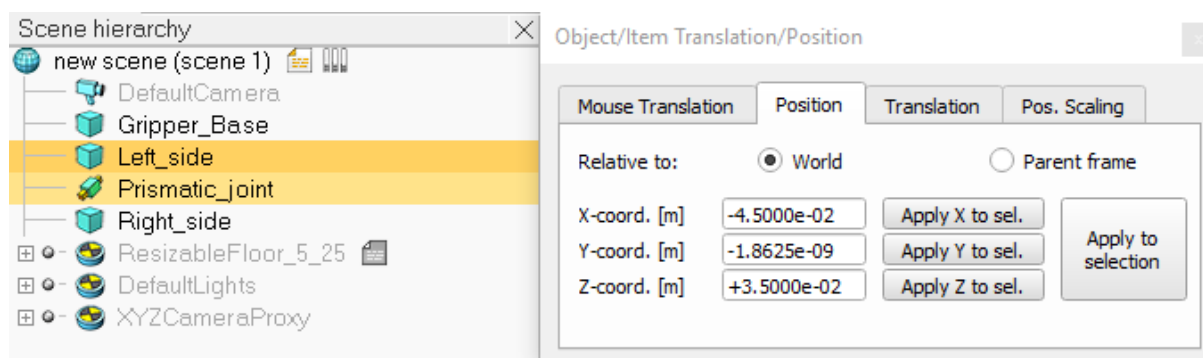 Scene hierarchy
new scene (scene 1)
DefaultCamera
Gripper_Base
Left_side
Prismatic_joint
Right_side
ResizableFloor_5_25
DefaultLights
XYZCameraProxy
Object/Item Translation/Position
Mouse Translation Position Translation Pos. Scaling
Relative to: World Parent frame
X-coord. [m] -4.5000e-02 Apply X to sel.
Y-coord. [m] -1.8625e-09 Apply Y to sel.
Z-coord. [m] +3.5000e-02 Apply Z to sel.
Apply to
selection